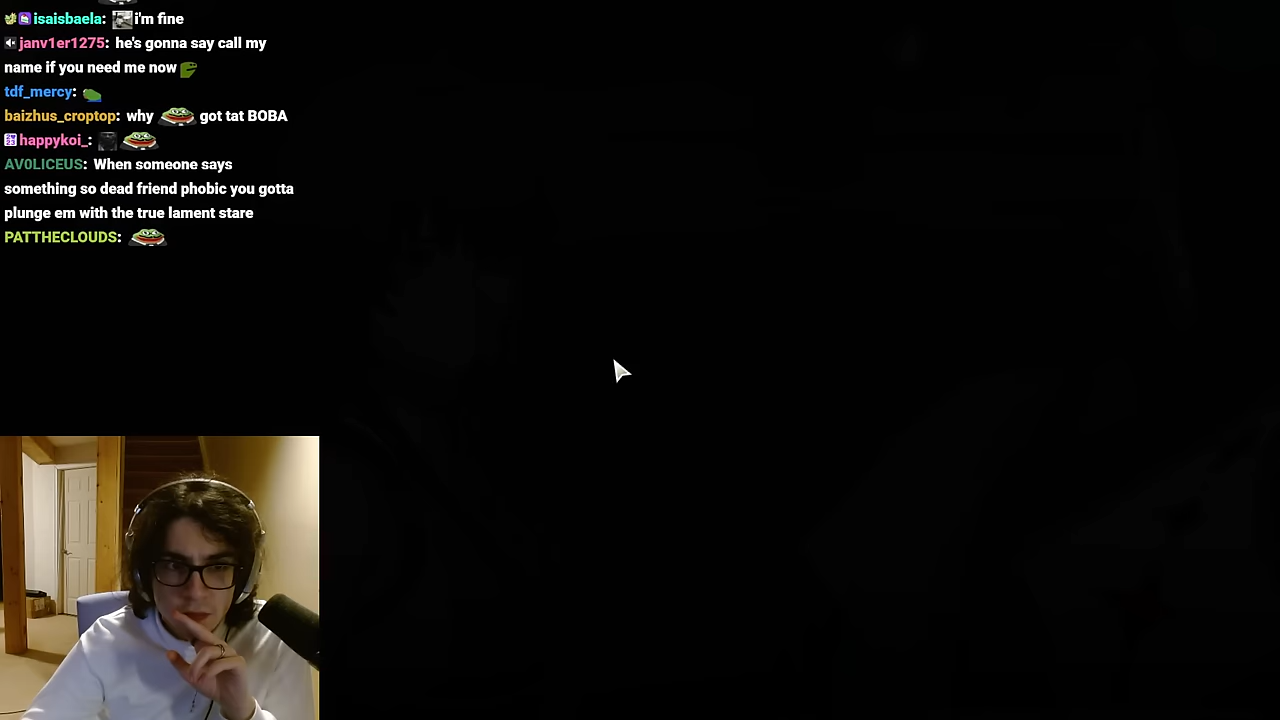 isaisbaela: i'm fine
janv1er1275: he's gonna say call my
name if you need me now
tdf_mercy:
baizhus_croptop: why got tat BOBA
happykoi_:
AV0LICEUS: When someone says
something so dead friend phobic you gotta
plunge em with the true lament stare
PATTHECLOUDS: